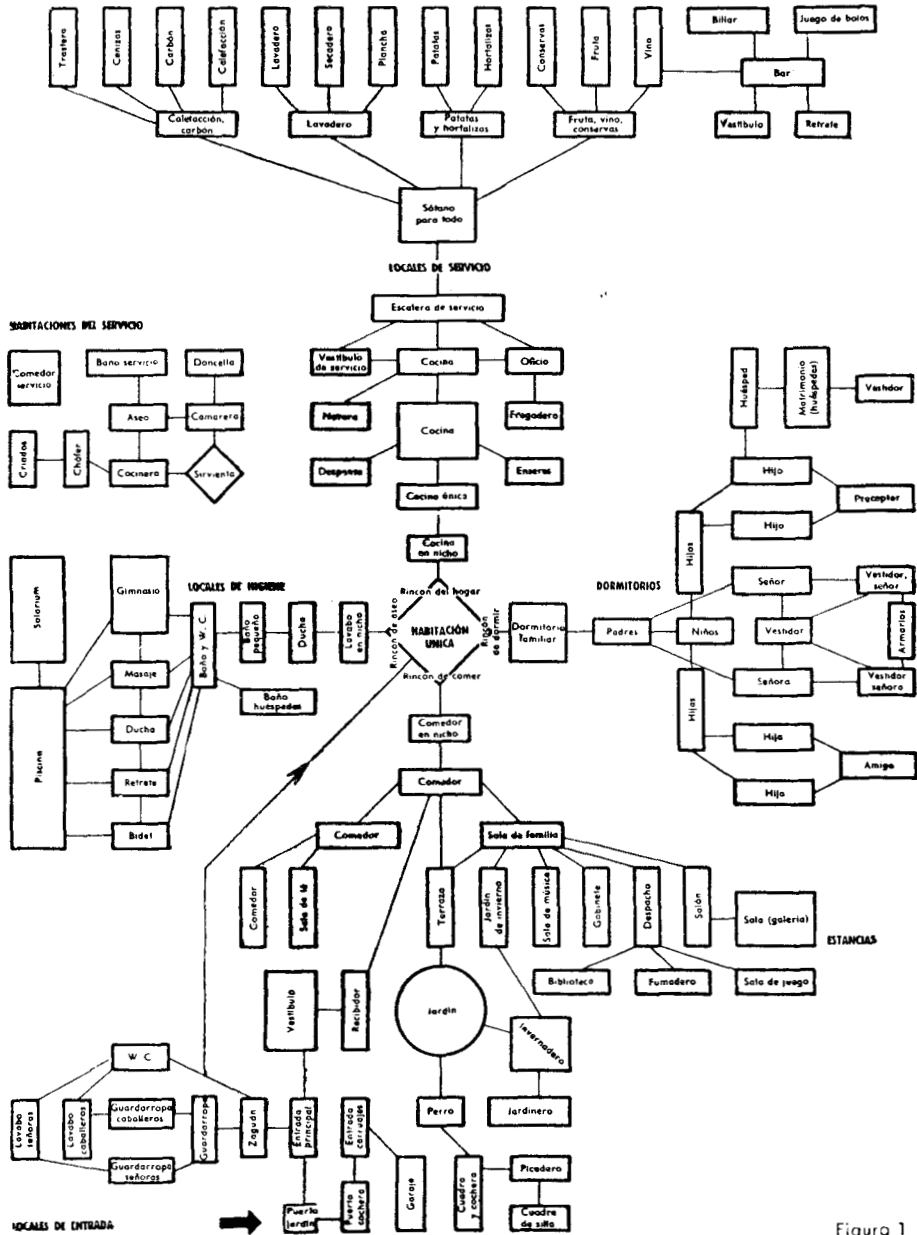 Trastero
Cenizas
Carbón
Calefacción
Lavadero
Secadero
Plancha
Patatas
Hortalizas
Conservas
Fruta
Vino
Billar
Juego de bolos
Bar
Vestíbulo
Retrete
Calefacción,
carbón
Lavadero
Patatas
y hortalizas
Fruta, vino,
conservas
Sótano
para todo
LOCALES DE SERVICIO
Escalera de servicio
Vestíbulo
de servicio
Cocina
Oficio
Nevera
Cocina
Fregadero
Despensa
Enseres
Cocina única
Cocina
en nicho
HABITACIONES DEL SERVICIO
Comedor
servicio
Baño servicio
Doncella
Aseo
Camarera
Criados
Chófer
Cocinera
Sirvienta
Huésped
Matrimonio
(huéspedes)
Vestidor
Hijo
Preceptor
Hijo
Hijos
DORMITORIOS
Señor
Vestidor,
señor
Padres
Niños
Vestidor
Armarios
Señora
Vestidor
señora
Hijas
Hija
Amiga
Hija
LOCALES DE HIGIENE
Solarium
Gimnasio
Baño y W. C.
Baño
pequeño
Ducha
Lavabo
en nicho
Masaje
Baño
huéspedes
Ducha
Piscina
Retrete
Bidet
Rincón del hogar
Rincón de aseo
HABITACIÓN
UNICA
Rincón
de dormir
Rincón de comer
Dormitorio
familiar
Comedor
en nicho
Comedor
Comedor
Sala de familia
Comedor
Sala de té
Terraza
Jardín
de invierno
Sala de música
Gabinete
Despacho
Salón
Sala (galería)
ESTANCIAS
Biblioteca
Fumadero
Sala de juego
Vestíbulo
Recibidor
Jardín
Invernadero
Jardinero
Perro
W C
Lavabo
señoras
Lavabo
caballeros
Guardarropa
caballeros
Guardarropa
señoras
Guardarropa
Zaguán
Entrada
principal
Entrada
carruajes
Garaje
Cuadra
y cochera
Picadero
Cuadre
de silla
Puerta
jardín
Puerta
cochera
LOCALES DE ENTRADA
Figura 1